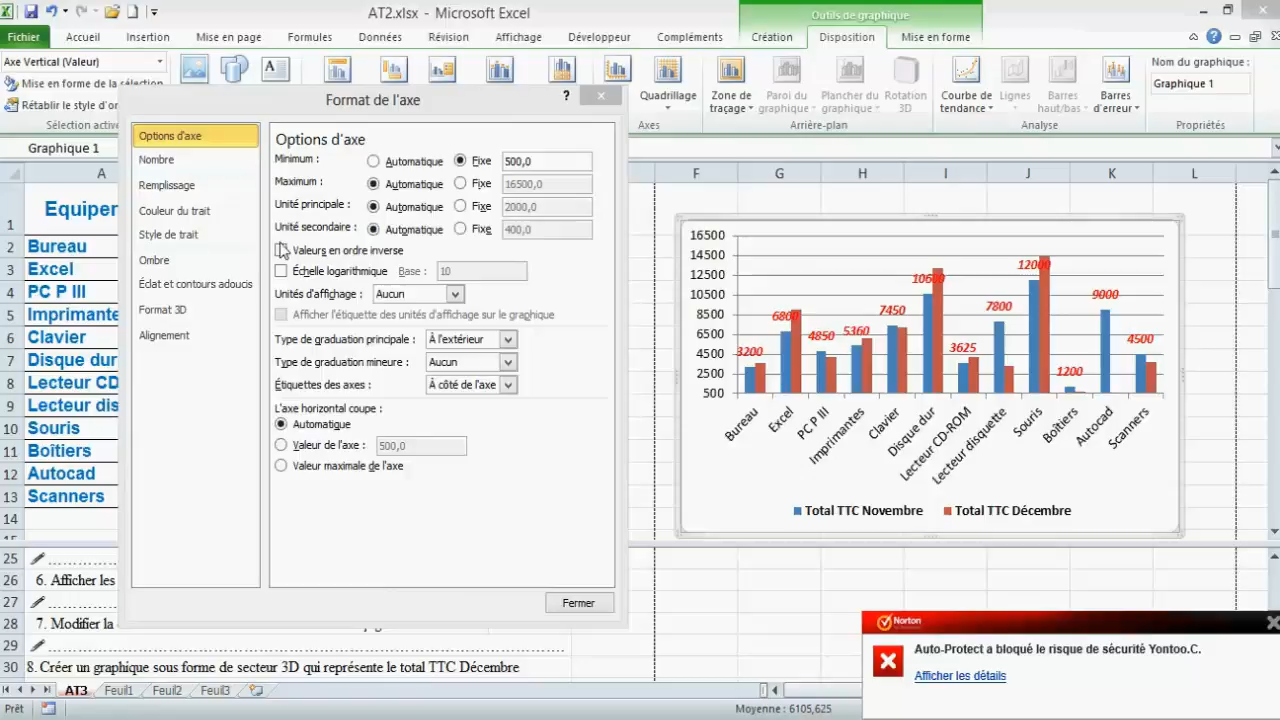 AT2.xlsx - Microsoft Excel
Outils de graphique
Fichier Accueil Insertion Mise en page Formules Données Révision Affichage Développeur Compléments Création Disposition Mise en forme
Axe Vertical (Valeur)
Mise en forme de la sélection
Rétablir le style d'or
Sélection active
Quadrillage
Axes
Zone de traçage
Paroi du graphique
Plancher du graphique
Rotation 3D
Arrière-plan
Courbe de tendance
Lignes
Barres haut/bas
Barres d'erreur
Analyse
Nom du graphique :
Graphique 1
Propriétés
Graphique 1
Format de l'axe
Options d'axe
Nombre
Remplissage
Couleur du trait
Style de trait
Ombre
Éclat et contours adoucis
Format 3D
Alignement
Options d'axe
Minimum : Automatique Fixe 500,0
Maximum : Automatique Fixe 16500,0
Unité principale : Automatique Fixe 2000,0
Unité secondaire : Automatique Fixe 400,0
Valeurs en ordre inverse
Échelle logarithmique Base : 10
Unités d'affichage : Aucun
Afficher l'étiquette des unités d'affichage sur le graphique
Type de graduation principale : À l'extérieur
Type de graduation mineure : Aucun
Étiquettes des axes : À côté de l'axe
L'axe horizontal coupe :
Automatique
Valeur de l'axe : 500,0
Valeur maximale de l'axe
Fermer
A F G H I J K L
1 Equiper
2 Bureau
3 Excel
4 PC P III
5 Imprimante
6 Clavier
7 Disque dur
8 Lecteur CD
9 Lecteur dis
10 Souris
11 Boîtiers
12 Autocad
13 Scanners
14
15
16500
14500
12500
10500
8500
6500
4500
2500
500
3200 6860 4850 5360 7450 10600 3625 7800 12000 1200 9000 4500
Bureau Excel PC P III Imprimantes Clavier Disque dur Lecteur CD-ROM Lecteur disquette Souris Boîtiers Autocad Scanners
Total TTC Novembre Total TTC Décembre
25
26 6. Afficher les
27
28 7. Modifier la
29
30 8. Créer un graphique sous forme de secteur 3D qui représente le total TTC Décembre
AT3 Feuil1 Feuil2 Feuil3
Prêt
Moyenne : 6105,625
Norton
Auto-Protect a bloqué le risque de sécurité Yontoo.C.
Afficher les détails